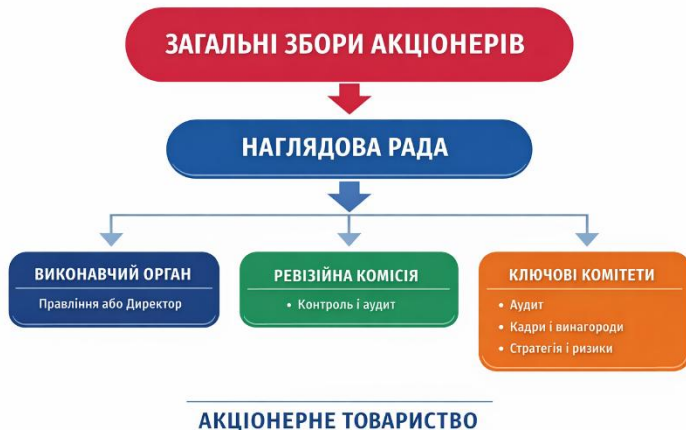 ЗАГАЛЬНІ ЗБОРИ АКЦІОНЕРІВ
НАГЛЯДОВА РАДА
ВИКОНАВЧИЙ ОРГАН
Правління або Директор
РЕВІЗІЙНА КОМІСІЯ
• Контроль і аудит
КЛЮЧОВІ КОМІТЕТИ
• Аудит
• Кадри і винагороди
• Стратегія і ризики
АКЦІОНЕРНЕ ТОВАРИСТВО